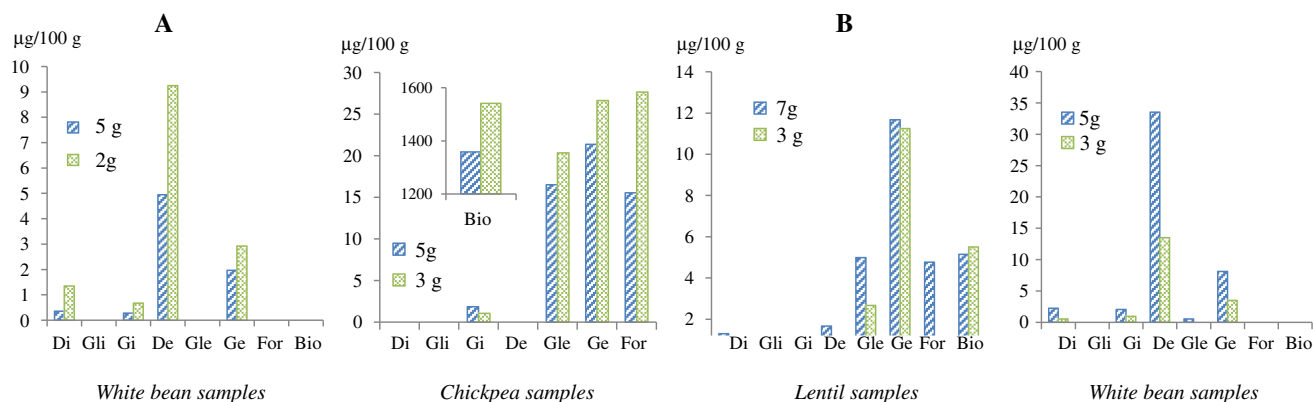 A
µg/100 g
10
9
8
7
6
5
4
3
2
1
0
5 g
2g
Di Gli Gi De Gle Ge For Bio
White bean samples
µg/100 g
30
25
20
15
10
5
0
1600
1400
1200
Bio
5g
3 g
Di Gli Gi De Gle Ge For
Chickpea samples
B
µg/100 g
14
12
10
8
6
4
2
7g
3 g
Di Gli Gi De Gle Ge For Bio
Lentil samples
µg/100 g
40
35
30
25
20
15
10
5
0
5g
3 g
Di Gli Gi De Gle Ge For Bio
White bean samples